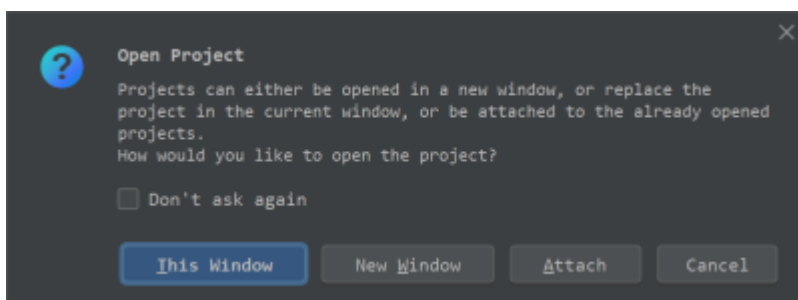 Open Project
Projects can either be opened in a new window, or replace the
project in the current window, or be attached to the already opened
projects.
How would you like to open the project?
Don't ask again
This Window
New Window
Attach
Cancel